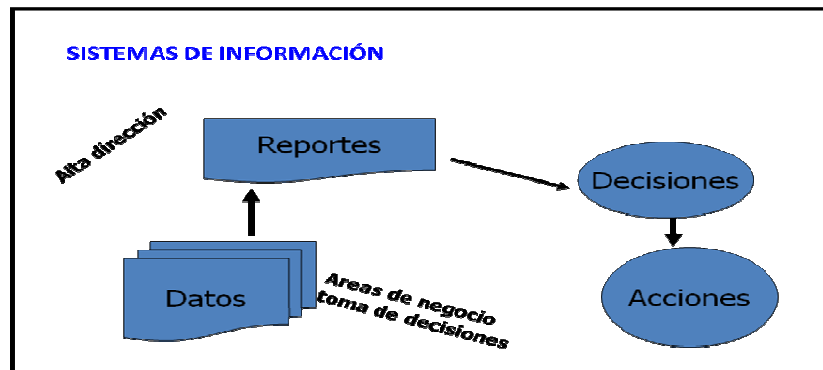 SISTEMAS DE INFORMACIÓN
Alta dirección
Reportes
Decisiones
Datos
Areas de negocio
toma de decisiones
Acciones